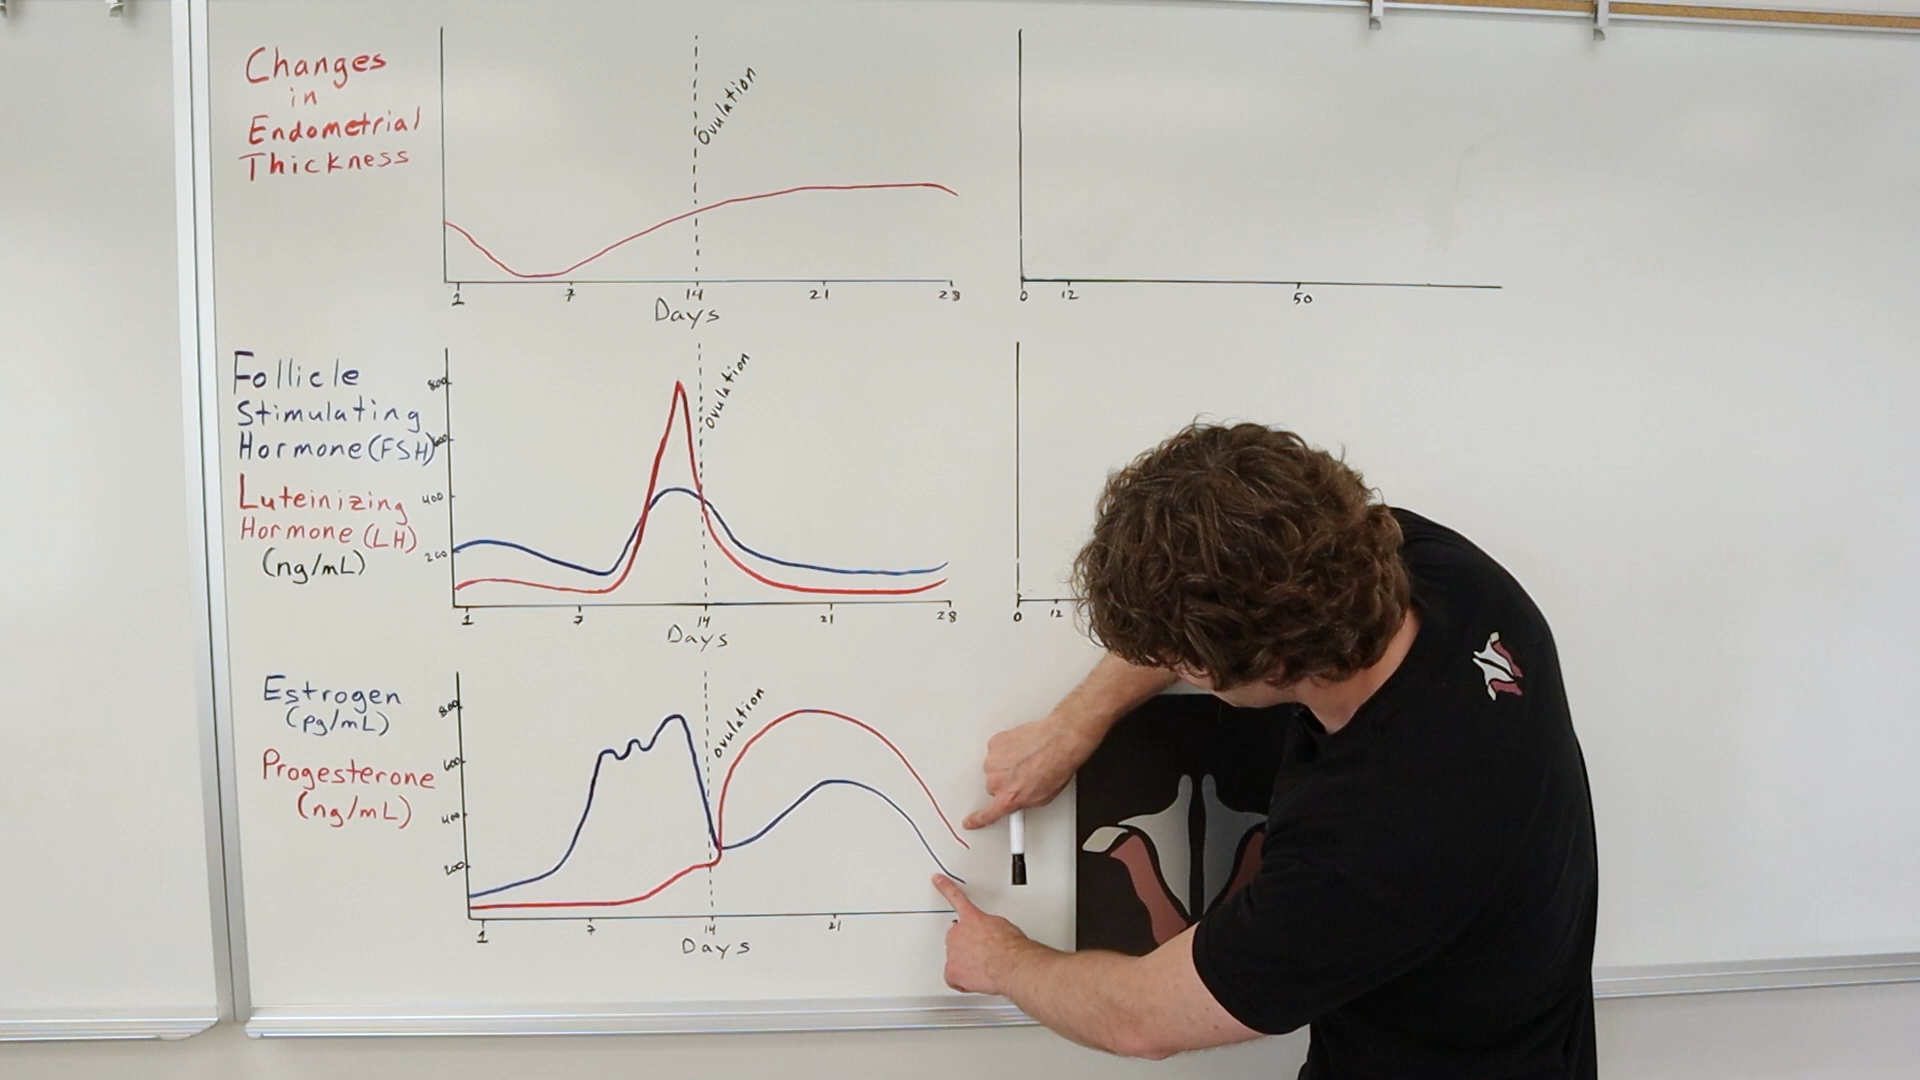 Changes
in
Endometrial
Thickness
Ovulation
1 7 14 21 28
Days
0 12 50
Follicle
Stimulating
Hormone (FSH)
Luteinizing
Hormone (LH)
(ng/mL)
800
600
400
200
Ovulation
1 7 14 21 28
Days
0 12
Estrogen
(pg/mL)
Progesterone
(ng/mL)
800
600
400
200
Ovulation
1 7 14 21
Days